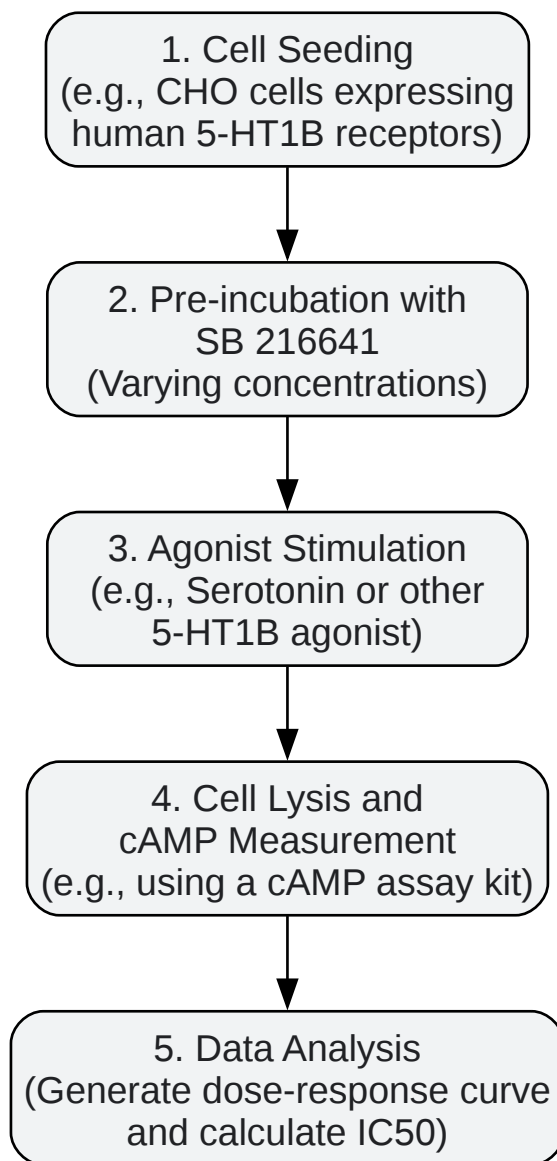 1. Cell Seeding
(e.g., CHO cells expressing
human 5-HT1B receptors)
2. Pre-incubation with
SB 216641
(Varying concentrations)
3. Agonist Stimulation
(e.g., Serotonin or other
5-HT1B agonist)
4. Cell Lysis and
cAMP Measurement
(e.g., using a cAMP assay kit)
5. Data Analysis
(Generate dose-response curve
and calculate IC50)